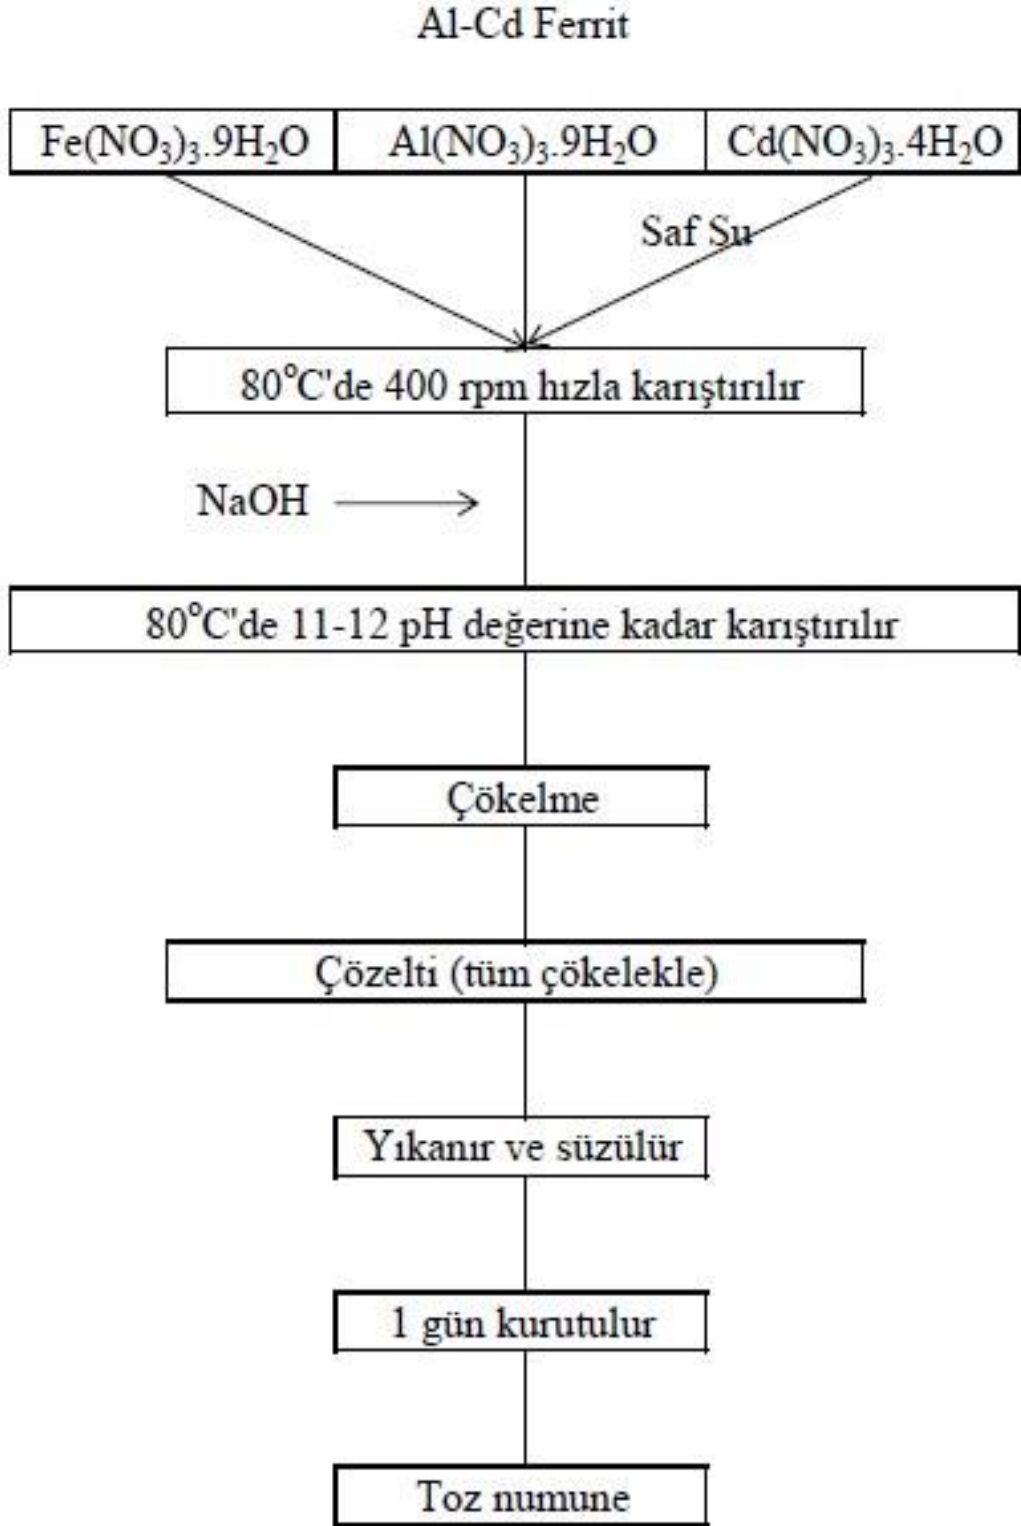 Al-Cd Ferrit
Fe(NO₃)₃.9H₂O Al(NO₃)₃.9H₂O Cd(NO₃)₃.4H₂O
Saf Su
80°C'de 400 rpm hızla karıştırılır
NaOH
80°C'de 11-12 pH değerine kadar karıştırılır
Çökelme
Çözelti (tüm çökelekle)
Yıkanır ve süzülür
1 gün kurutulur
Toz numune